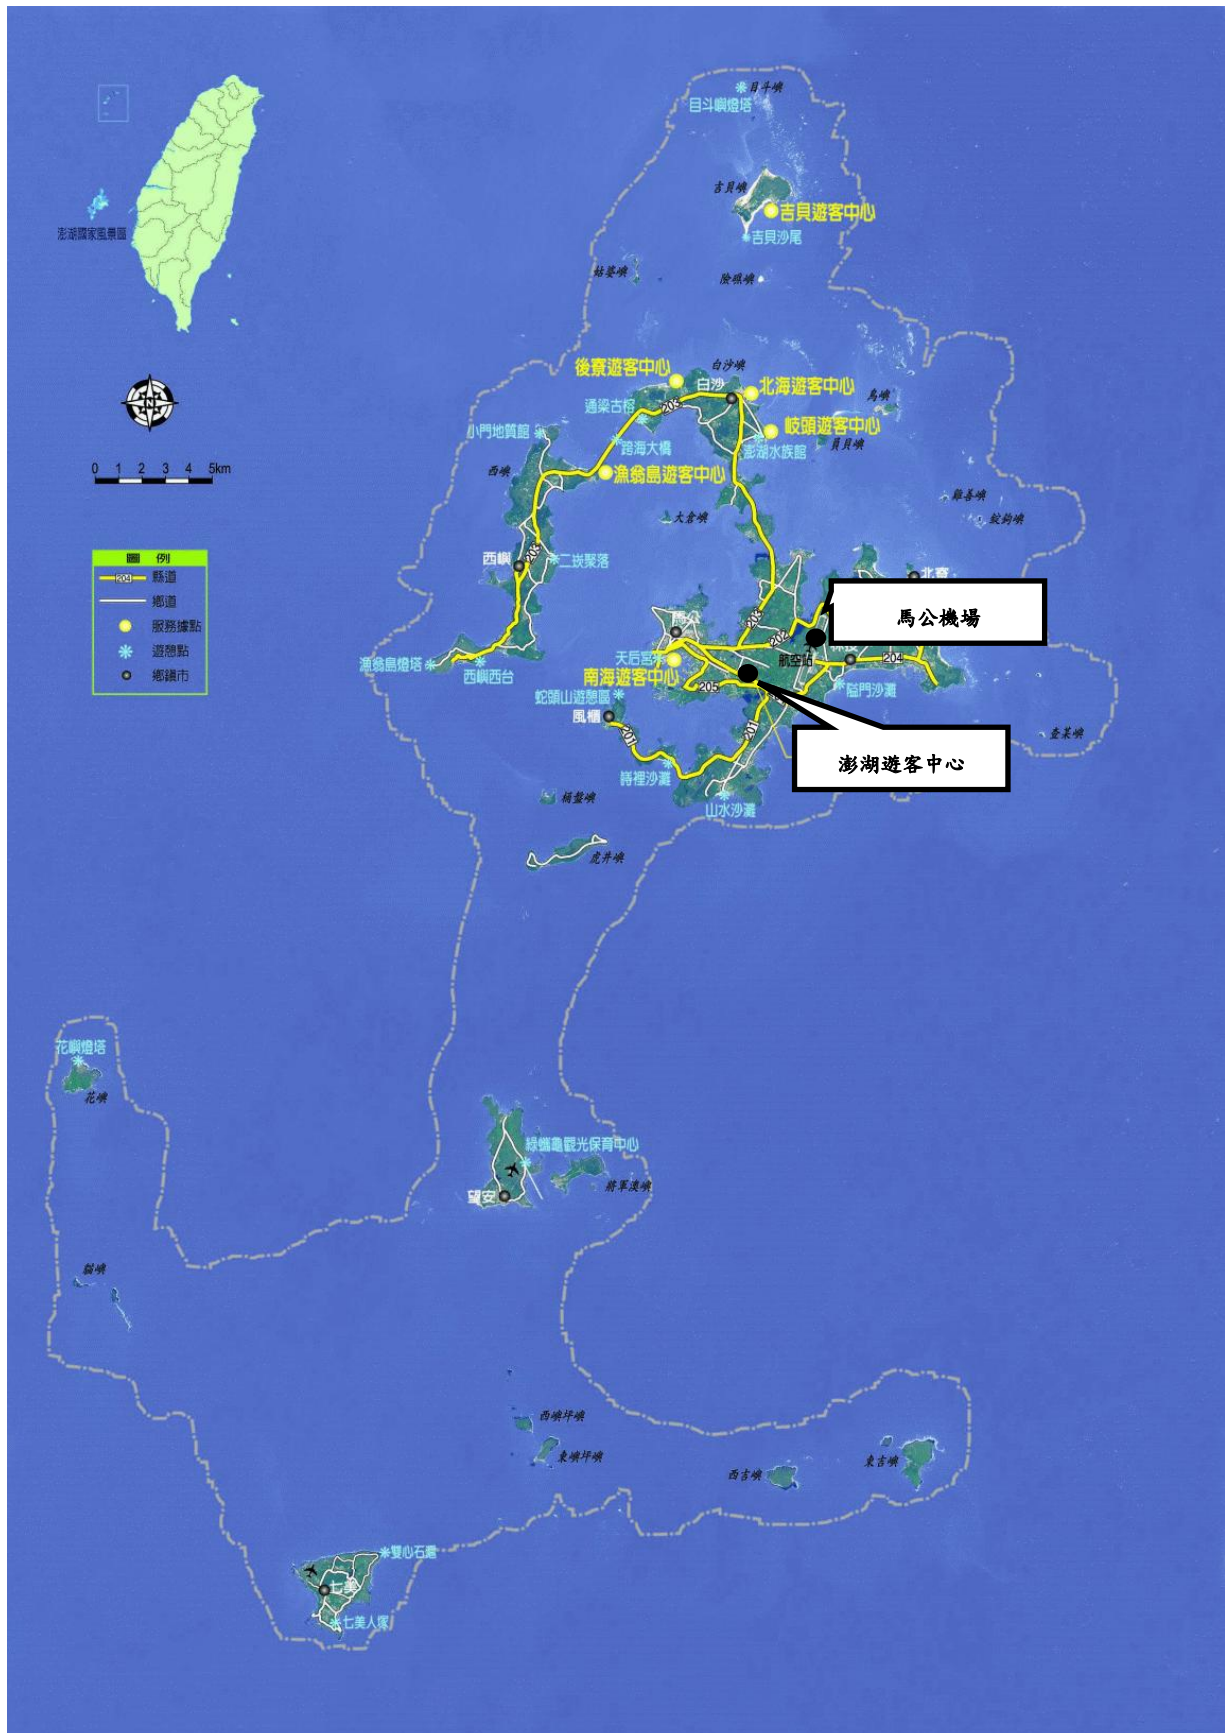 目斗嶼
目斗嶼燈塔
吉貝嶼
吉貝遊客中心
吉貝沙尾
澎湖國家風景區
姑婆嶼
險礁嶼
N
後寮遊客中心
白沙嶼
白沙
北海遊客中心
鳥嶼
通梁古榕
203
小門地質館
跨海大橋
岐頭遊客中心
澎湖水族館
員貝嶼
0 1 2 3 4 5km
西嶼
漁翁島遊客中心
雞善嶼
錠鉤嶼
大倉嶼
圖例
204 縣道
鄉道
服務據點
遊憩點
鄉鎮市
西嶼
203
二崁聚落
北寮
馬公機場
馬公
203
202
天后宮
航空站
204
漁翁島燈塔
西嶼西台
南海遊客中心
205
隘門沙灘
蛇頭山遊憩區
風櫃
201
201
查某嶼
澎湖遊客中心
嵵裡沙灘
山水沙灘
桶盤嶼
虎井嶼
花嶼燈塔
花嶼
綠蠵龜觀光保育中心
望安
將軍澳嶼
貓嶼
西嶼坪嶼
東嶼坪嶼
西吉嶼
東吉嶼
雙心石滬
七美
七美人塚